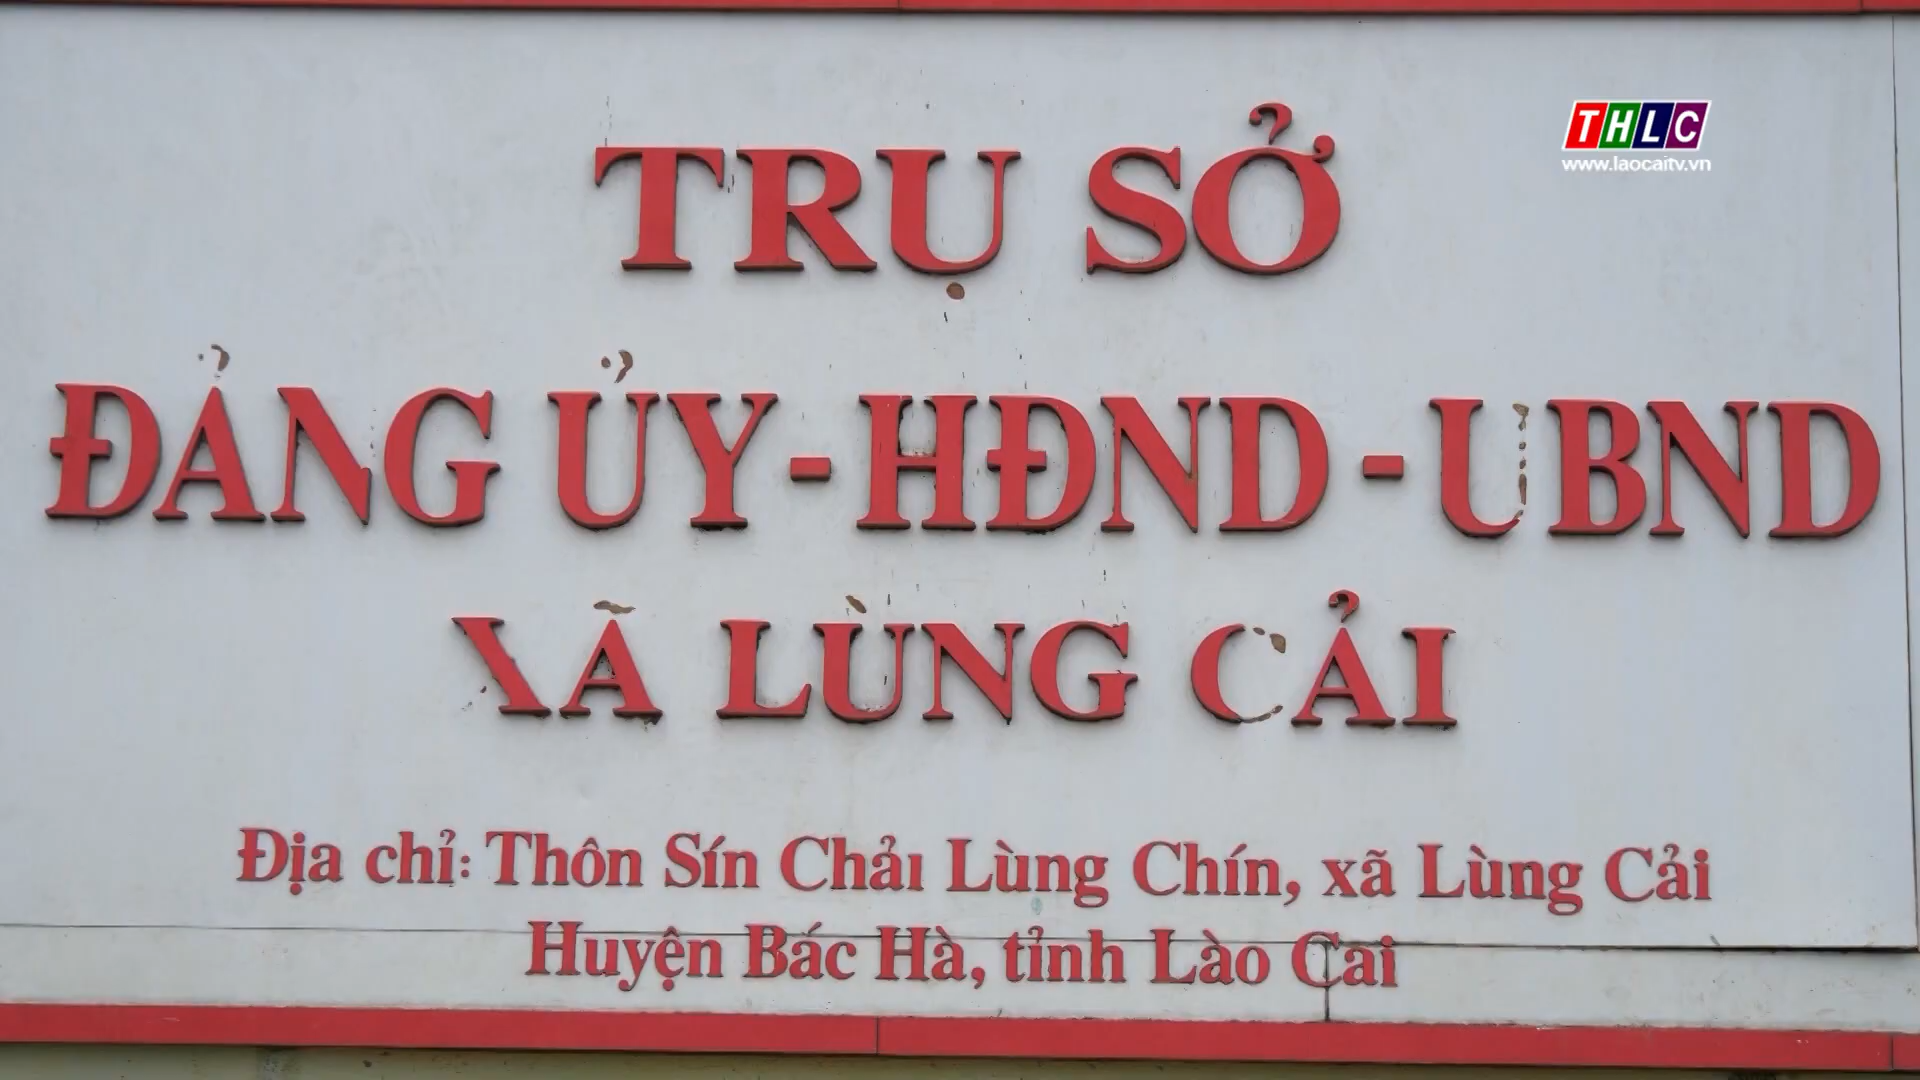 THLC
www.laocaitv.vn
TRỤ SỞ
ĐẢNG ỦY - HĐND - UBND
XÃ LÙNG CẢI
Địa chỉ: Thôn Sín Chải Lùng Chín, xã Lùng Cải
Huyện Bác Hà, tỉnh Lào Cai